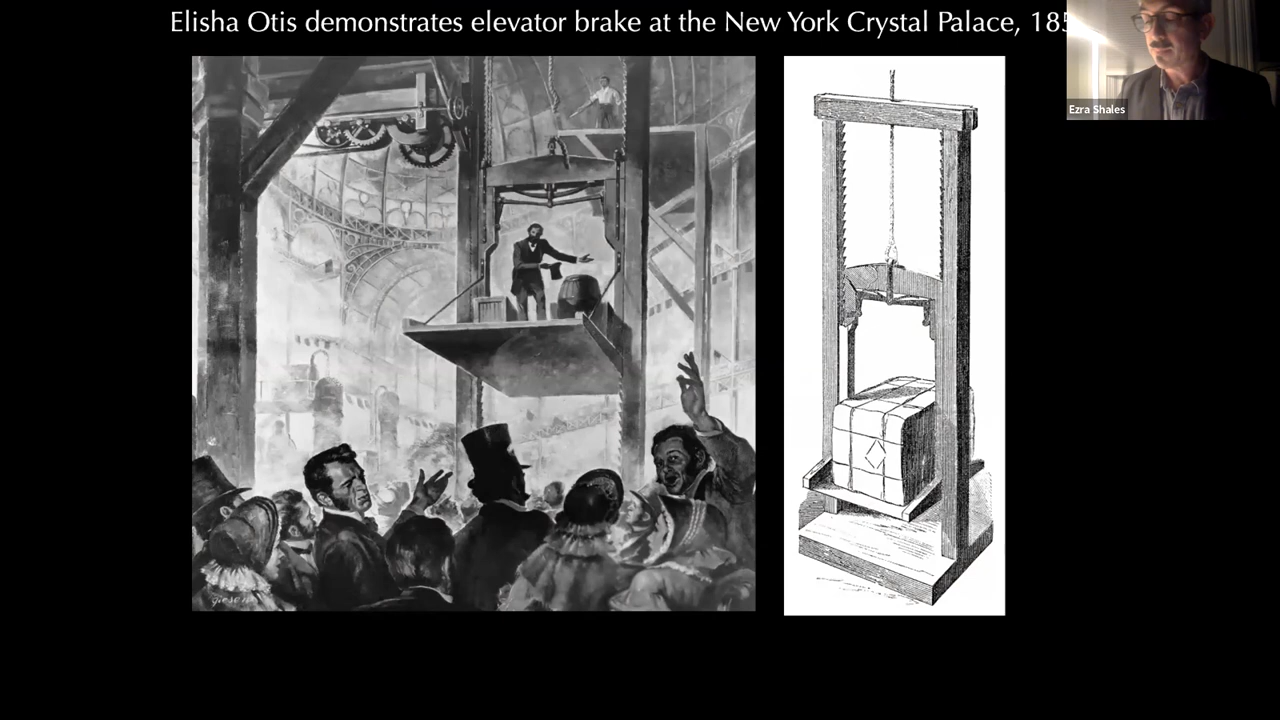 Elisha Otis demonstrates elevator brake at the New York Crystal Palace, 185
Ezra Shales